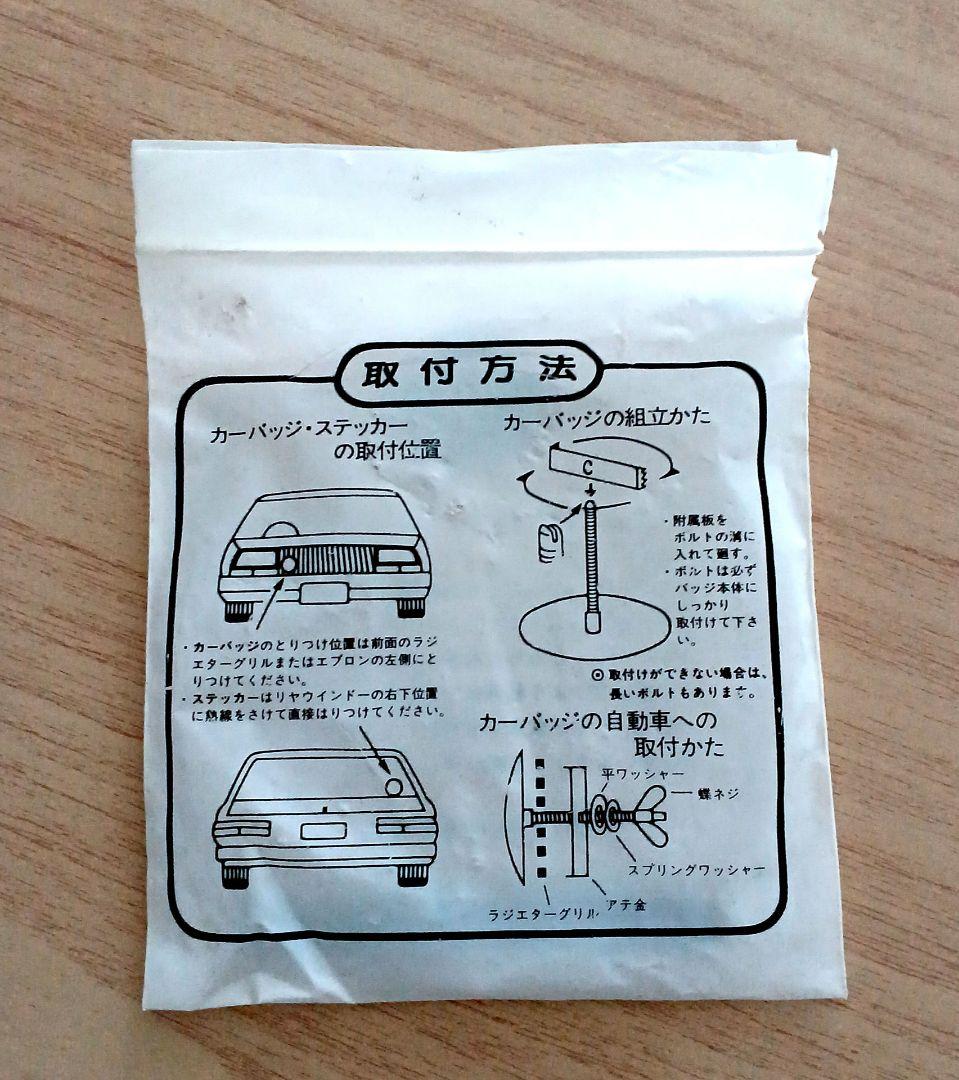 取付方法
カーバッジ・ステッカー
の取付位置
・カーバッジのとりつけ位置は前面のラジ
エターグリルまたはエプロンの左側にと
りつけてください。
・ステッカーはリヤウインドーの右下位置
に熱線をさけて直接はりつけてください。
カーバッジの組立かた
C
・附属板を
ボルトの溝に
入れて廻す。
・ボルトは必ず
バッジ本体に
しっかり
取付けて下さ
い。
⊙取付けができない場合は、
長いボルトもあります。
カーバッジの自動車への
取付かた
平ワッシャー
蝶ネジ
スプリングワッシャー
アテ金
ラジエターグリル